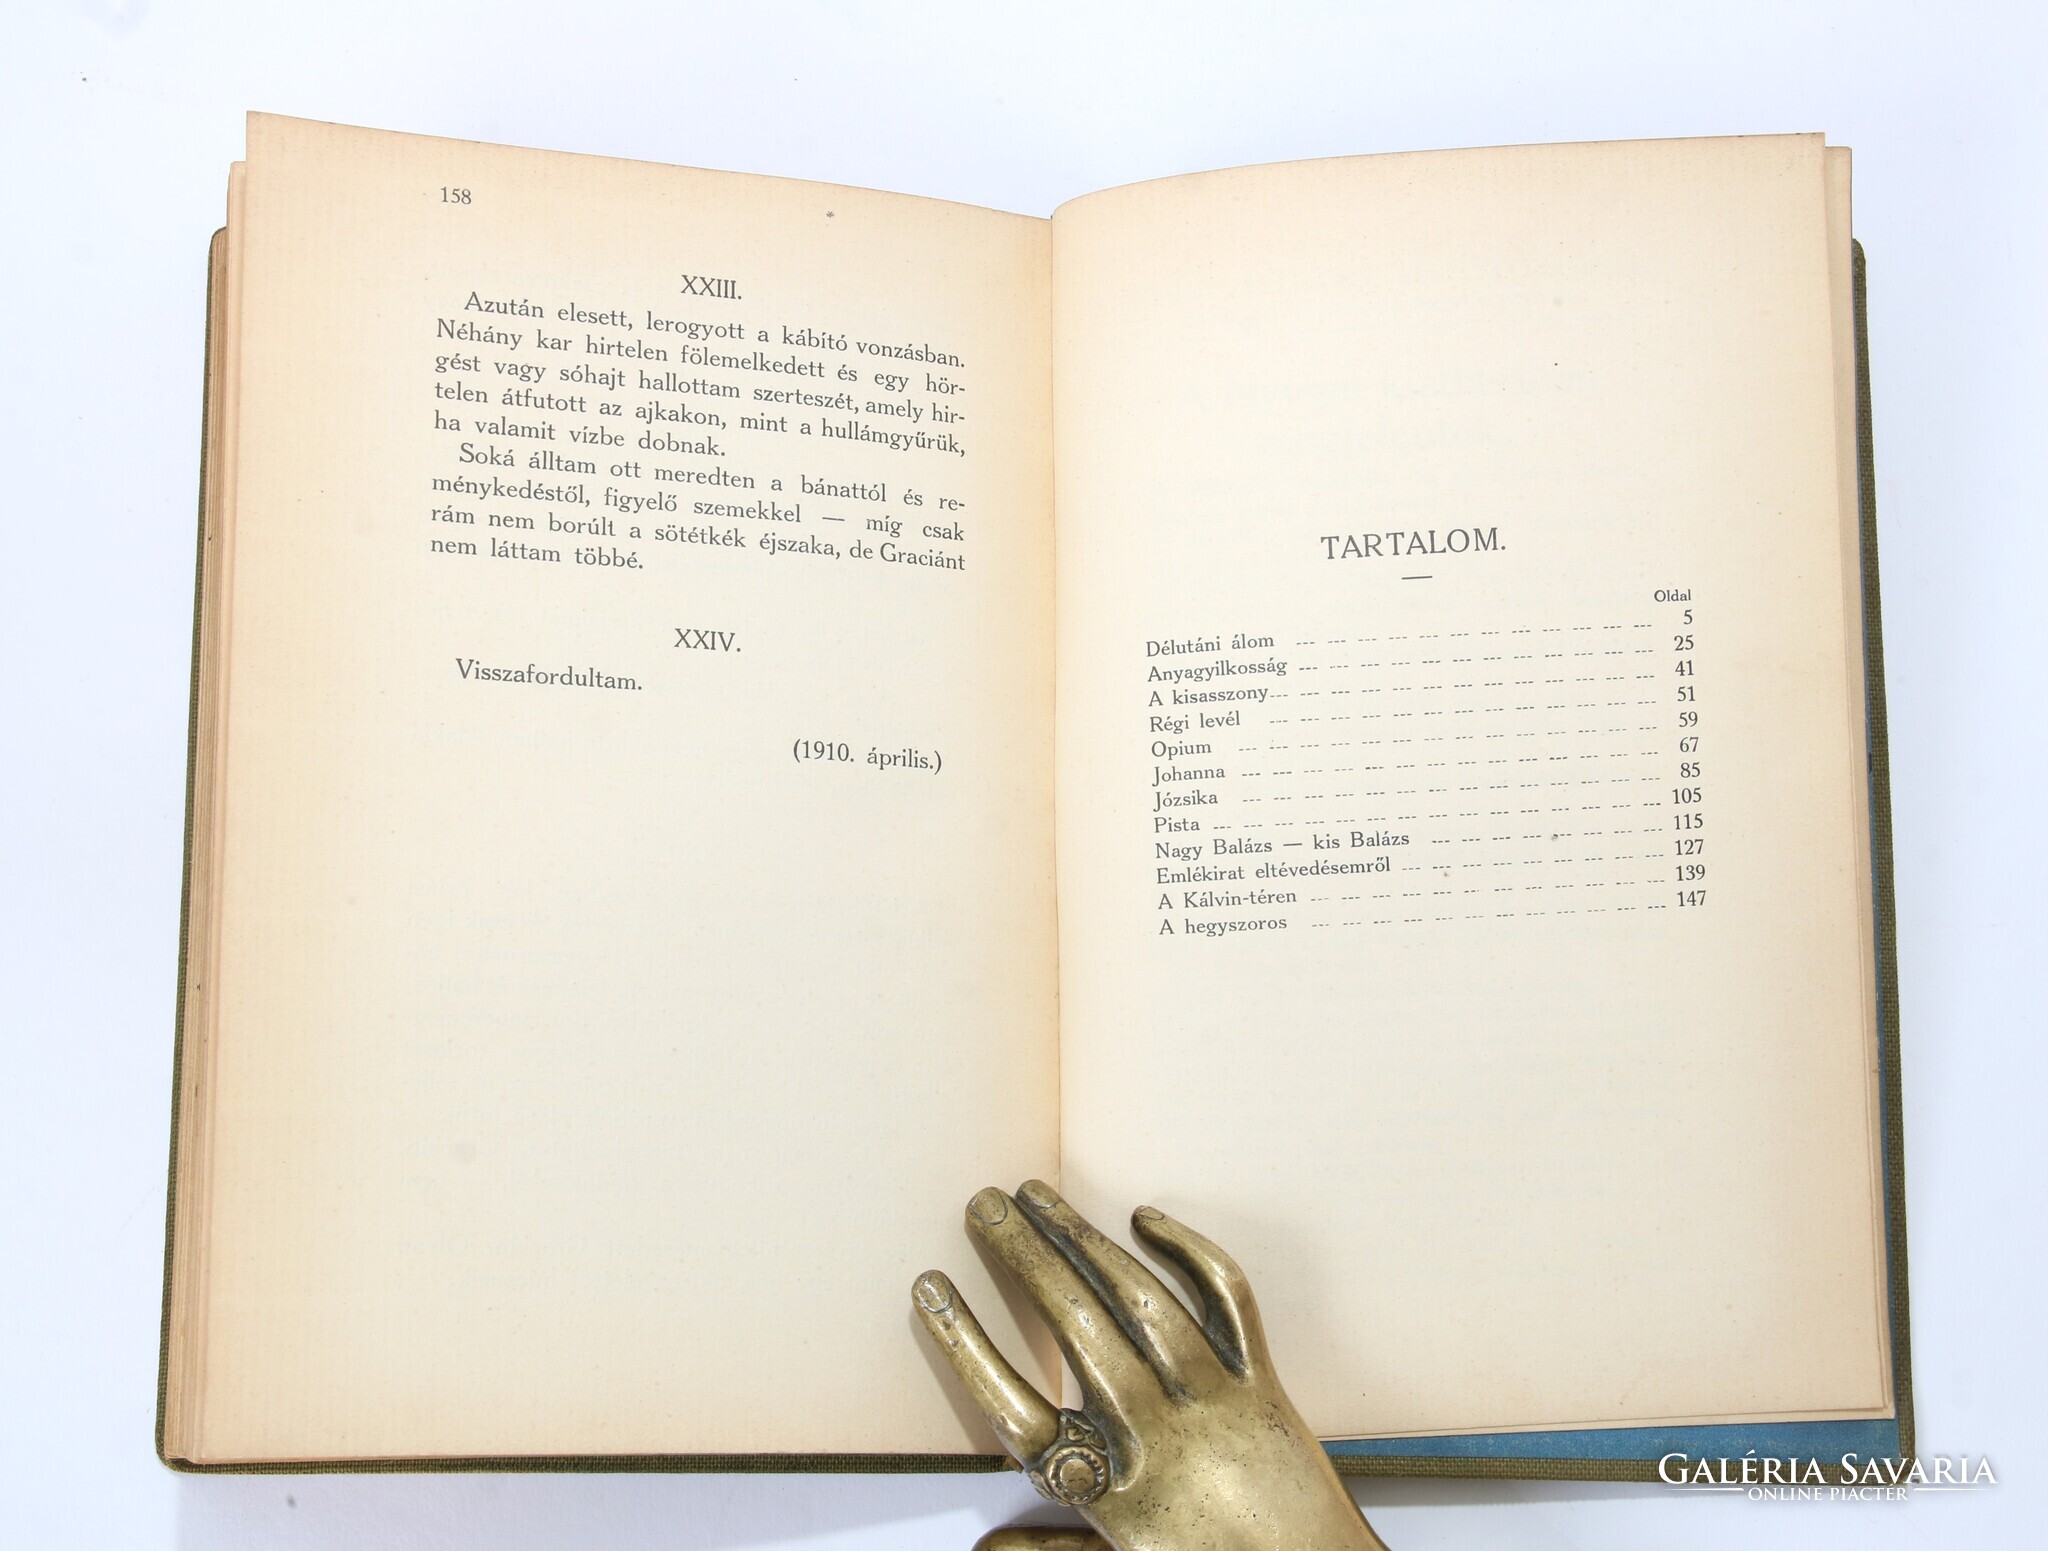 158
*
XXIII.
Azután elesett, lerogyott a kábító vonzásban.
Néhány kar hirtelen fölemelkedett és egy hör-
gést vagy sóhajt hallottam szerteszét, amely hir-
telen átfutott az ajkakon, mint a hullámgyűrük,
ha valamit vízbe dobnak.
Soká álltam ott meredten a bánattól és re-
ménykedéstől, figyelő szemekkel — míg csak
rám nem borúlt a sötétkék éjszaka, de Graciánt
nem láttam többé.
XXIV.
Visszafordultam.
(1910. április.)
TARTALOM.
Oldal
Délutáni álom --- 5
Anyagyilkosság --- 25
A kisasszony --- 41
Régi levél --- 51
Opium --- 59
Johanna --- 67
Józsika --- 85
Pista --- 105
Nagy Balázs — kis Balázs --- 115
Emlékirat eltévedésemről --- 127
A Kálvin-téren --- 139
A hegyszoros --- 147
GALÉRIA SAVARIA
ONLINE PIACTÉR